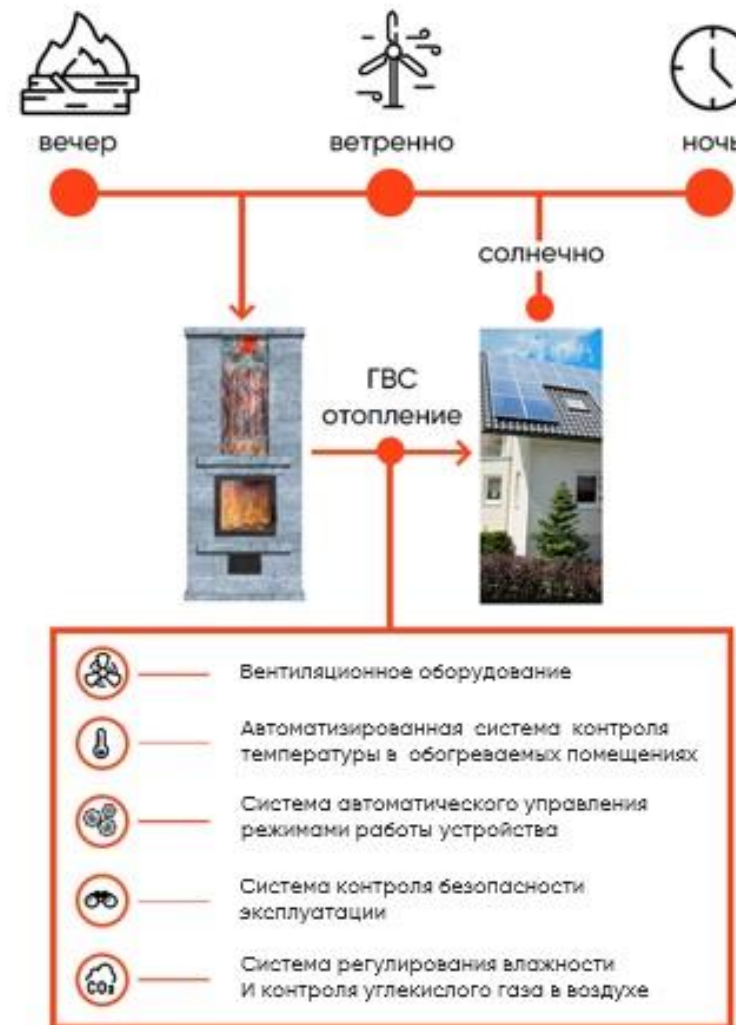 вечер
ветренно
ночь
солнечно
ГВС
отопление
Вентиляционное оборудование
Автоматизированная система контроля
температуры в обогреваемых помещениях
Система автоматического управления
режимами работы устройства
Система контроля безопасности
эксплуатации
Система регулирования влажности
И контроля углекислого газа в воздухе
CO₂